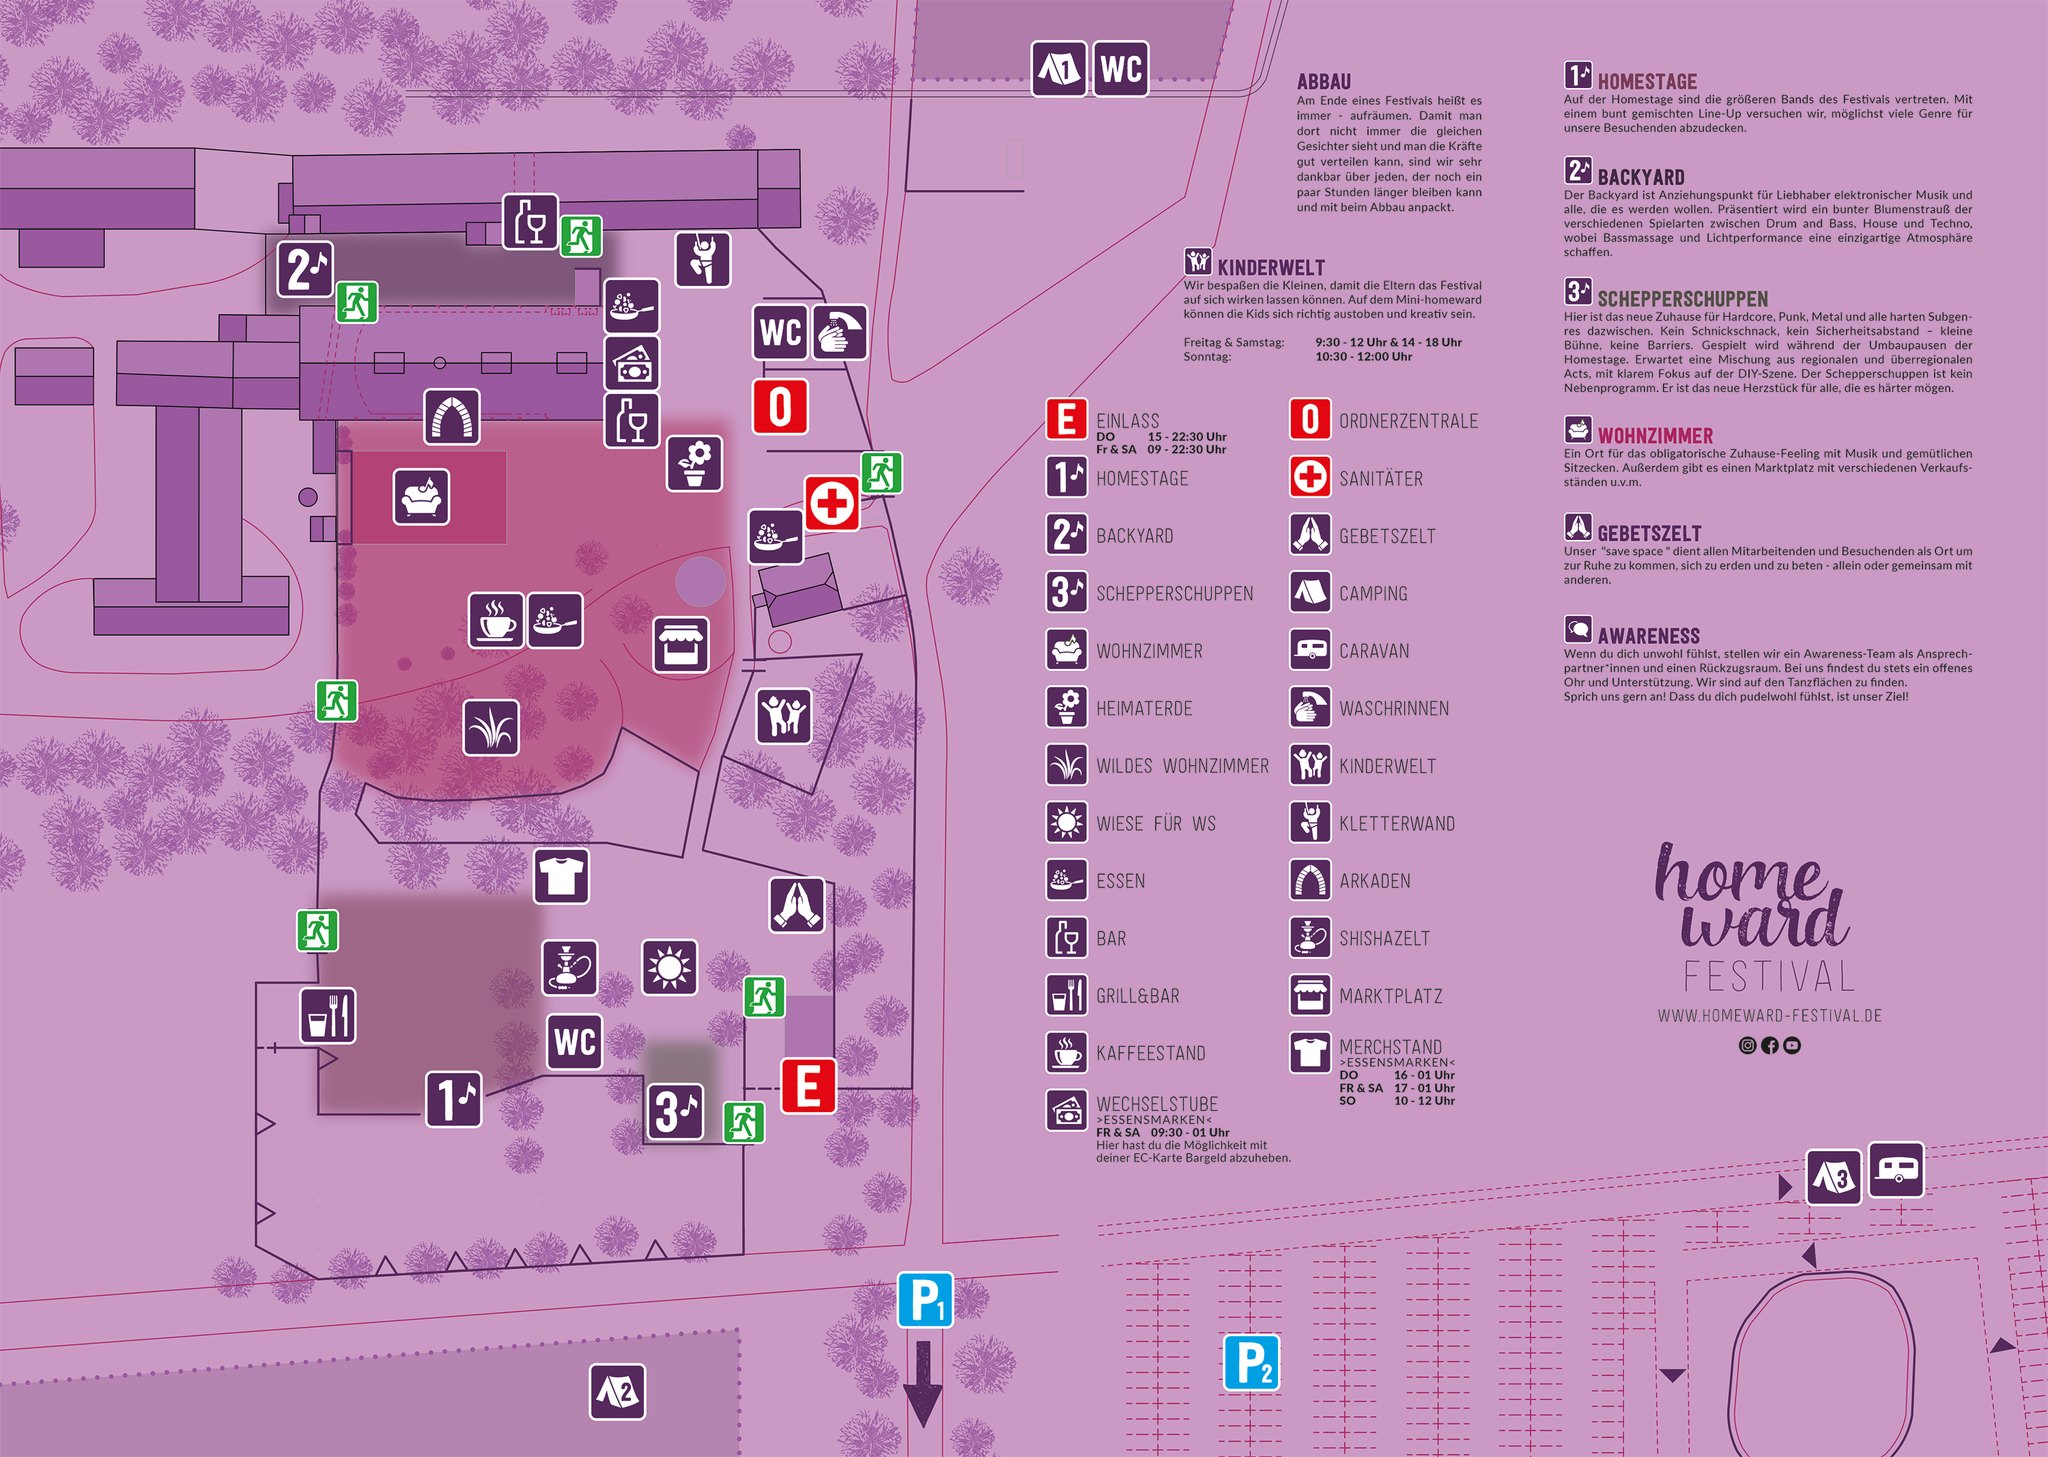 1
WC
ABBAU
Am Ende eines Festivals heißt es
immer - aufräumen. Damit man
dort nicht immer die gleichen
Gesichter sieht und man die Kräfte
gut verteilen kann, sind wir sehr
dankbar über jeden, der noch ein
paar Stunden länger bleiben kann
und mit beim Abbau anpackt.
KINDERWELT
Wir bespaßen die Kleinen, damit die Eltern das Festival
auf sich wirken lassen können. Auf dem Mini-homeward
können die Kids sich richtig austoben und kreativ sein.
Freitag & Samstag: 9:30 - 12 Uhr & 14 - 18 Uhr
Sonntag: 10:30 - 12:00 Uhr
1 HOMESTAGE
Auf der Homestage sind die größeren Bands des Festivals vertreten. Mit
einem bunt gemischten Line-Up versuchen wir, möglichst viele Genre für
unsere Besuchenden abzudecken.
2 BACKYARD
Der Backyard ist Anziehungspunkt für Liebhaber elektronischer Musik und
alle, die es werden wollen. Präsentiert wird ein bunter Blumenstrauß der
verschiedenen Spielarten zwischen Drum and Bass, House und Techno,
wobei Bassmassage und Lichtperformance eine einzigartige Atmosphäre
schaffen.
3 SCHEPPERSCHUPPEN
Hier ist das neue Zuhause für Hardcore, Punk, Metal und alle harten Subgen-
res dazwischen. Kein Schnickschnack, kein Sicherheitsabstand – kleine
Bühne, keine Barriers. Gespielt wird während der Umbaupausen der
Homestage. Erwartet eine Mischung aus regionalen und überregionalen
Acts, mit klarem Fokus auf der DIY-Szene. Der Schepperschuppen ist kein
Nebenprogramm. Er ist das neue Herzstück für alle, die es härter mögen.
WOHNZIMMER
Ein Ort für das obligatorische Zuhause-Feeling mit Musik und gemütlichen
Sitzecken. Außerdem gibt es einen Marktplatz mit verschiedenen Verkaufs-
ständen u.v.m.
GEBETSZELT
Unser "save space " dient allen Mitarbeitenden und Besuchenden als Ort um
zur Ruhe zu kommen, sich zu erden und zu beten - allein oder gemeinsam mit
anderen.
AWARENESS
Wenn du dich unwohl fühlst, stellen wir ein Awareness-Team als Ansprech-
partner*innen und einen Rückzugsraum. Bei uns findest du stets ein offenes
Ohr und Unterstützung. Wir sind auf den Tanzflächen zu finden.
Sprich uns gern an! Dass du dich pudelwohl fühlst, ist unser Ziel!
E EINLASS
DO 15 - 22:30 Uhr
Fr & SA 09 - 22:30 Uhr
1 HOMESTAGE
2 BACKYARD
3 SCHEPPERSCHUPPEN
WOHNZIMMER
HEIMATERDE
WILDES WOHNZIMMER
WIESE FÜR WS
ESSEN
BAR
GRILL&BAR
KAFFEESTAND
WECHSELSTUBE
>ESSENSMARKEN<
FR & SA 09:30 - 01 Uhr
Hier hast du die Möglichkeit mit
deiner EC-Karte Bargeld abzuheben.
O ORDNERZENTRALE
SANITÄTER
GEBETSZELT
CAMPING
CARAVAN
WASCHRINNEN
KINDERWELT
KLETTERWAND
ARKADEN
SHISHAZELT
MARKTPLATZ
MERCHSTAND
>ESSENSMARKEN<
DO 16 - 01 Uhr
FR & SA 17 - 01 Uhr
SO 10 - 12 Uhr
home
ward
FESTIVAL
WWW.HOMEWARD-FESTIVAL.DE
2
WC
O
WC
1
3
E
P1
P2
2
3